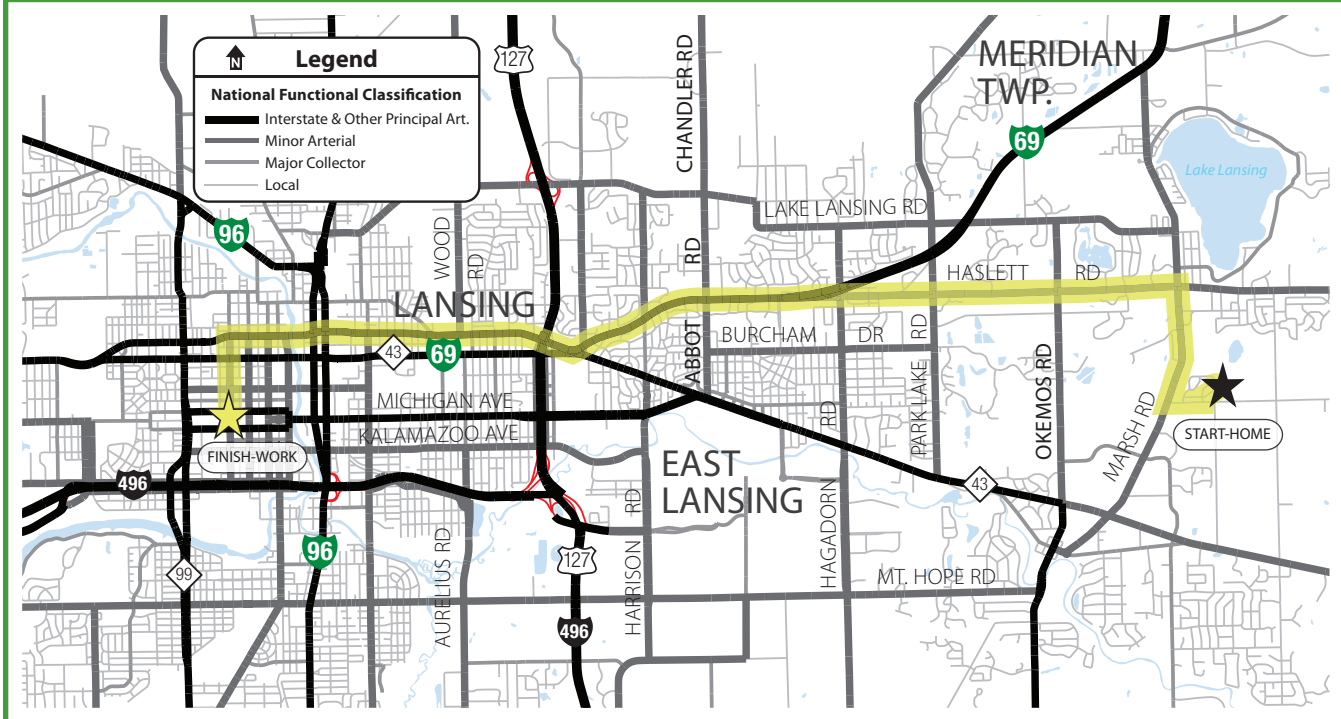 N
Legend
National Functional Classification
Interstate & Other Principal Art.
Minor Arterial
Major Collector
Local
127
CHANDLER RD
MERIDIAN
TWP.
69
Lake Lansing
96
WOOD
RD
LAKE LANSING RD
RD
HASLETT
RD
LANSING
ABBOT
BURCHAM
DR
43
69
MICHIGAN AVE
KALAMAZOO AVE
FINISH-WORK
PARK LAKE
RD
OKEMOS RD
MARSH RD
START-HOME
496
EAST
LANSING
43
96
99
127
496
AURELIUS RD
HARRISON
RD
HAGADORN
RD
MT. HOPE RD